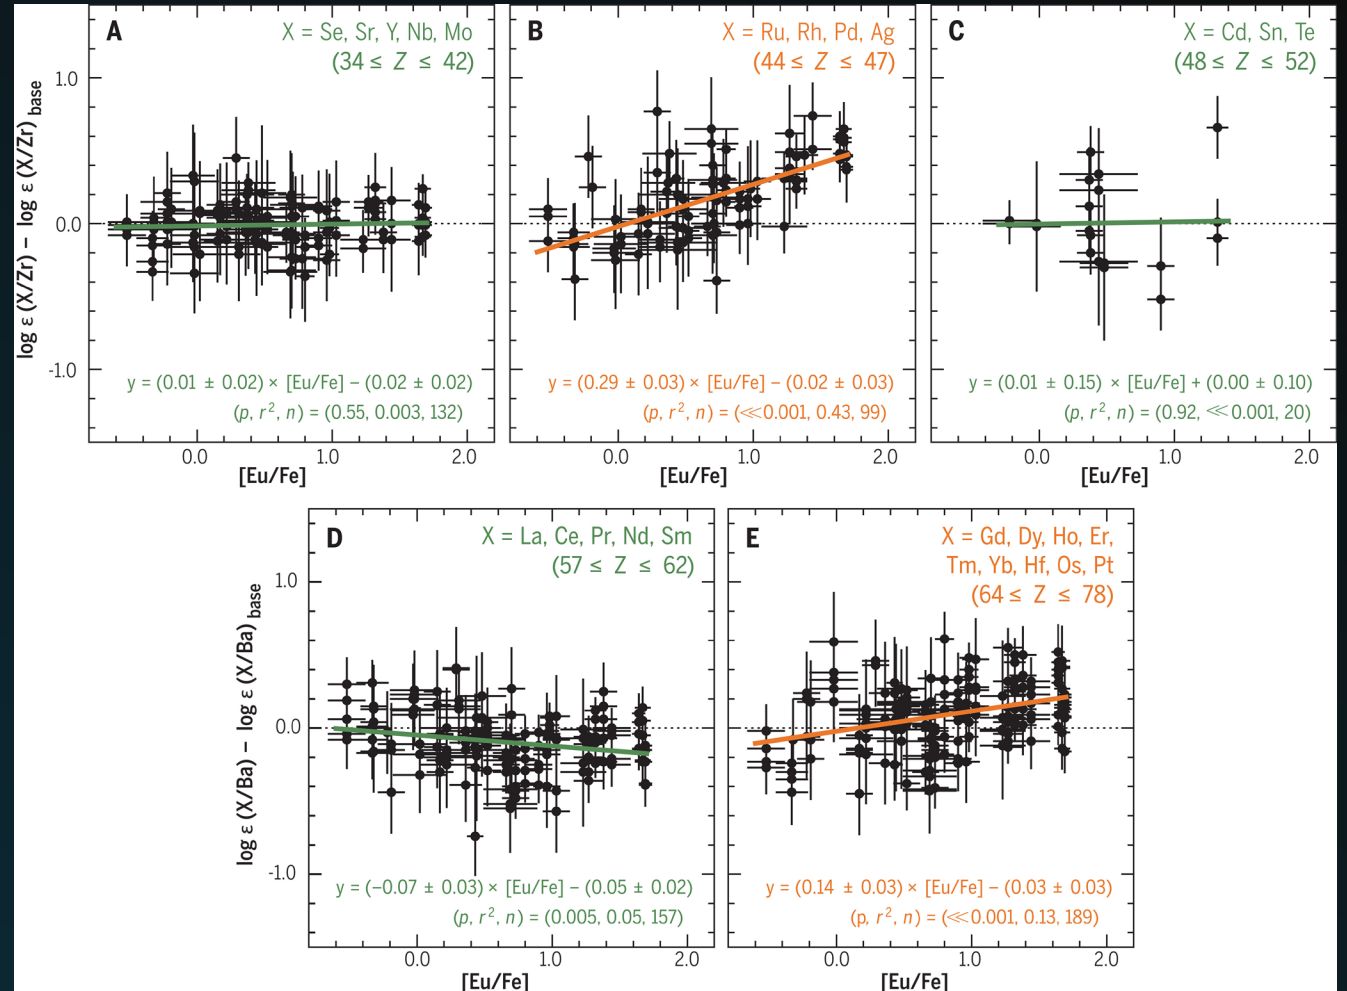 A
X = Se, Sr, Y, Nb, Mo
(34 ≤ Z ≤ 42)
log ε (X/Zr) − log ε (X/Zr)base
1.0
0.0
-1.0
y = (0.01 ± 0.02) × [Eu/Fe] − (0.02 ± 0.02)
(p, r², n) = (0.55, 0.003, 132)
0.0 1.0 2.0
[Eu/Fe]
B
X = Ru, Rh, Pd, Ag
(44 ≤ Z ≤ 47)
y = (0.29 ± 0.03) × [Eu/Fe] − (0.02 ± 0.03)
(p, r², n) = (≪0.001, 0.43, 99)
0.0 1.0 2.0
[Eu/Fe]
C
X = Cd, Sn, Te
(48 ≤ Z ≤ 52)
y = (0.01 ± 0.15) × [Eu/Fe] + (0.00 ± 0.10)
(p, r², n) = (0.92, ≪0.001, 20)
0.0 1.0 2.0
[Eu/Fe]
D
X = La, Ce, Pr, Nd, Sm
(57 ≤ Z ≤ 62)
log ε (X/Ba) − log ε (X/Ba)base
1.0
0.0
-1.0
y = (−0.07 ± 0.03) × [Eu/Fe] − (0.05 ± 0.02)
(p, r², n) = (0.005, 0.05, 157)
0.0 1.0 2.0
[Eu/Fe]
E
X = Gd, Dy, Ho, Er,
Tm, Yb, Hf, Os, Pt
(64 ≤ Z ≤ 78)
y = (0.14 ± 0.03) × [Eu/Fe] − (0.03 ± 0.03)
(p, r², n) = (≪0.001, 0.13, 189)
0.0 1.0 2.0
[Eu/Fe]